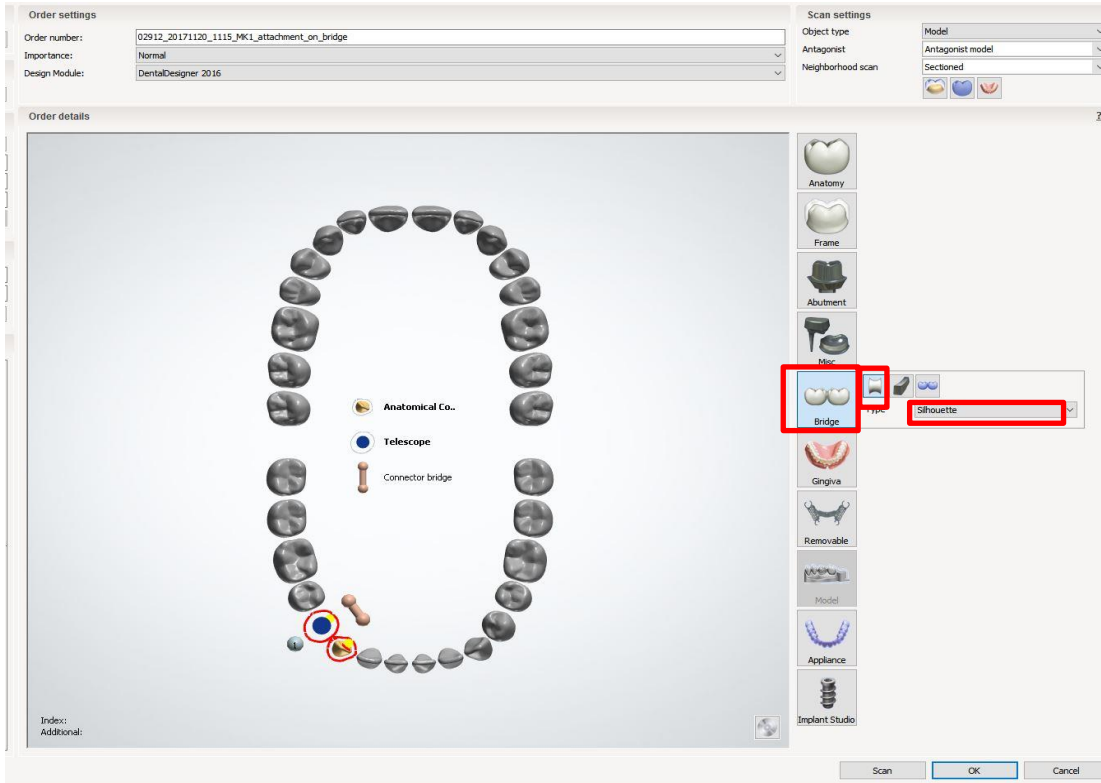 Order settings
Order number: 02912_20171120_1115_MK1_attachment_on_bridge
Importance: Normal
Design Module: DentalDesigner 2016
Scan settings
Object type Model
Antagonist Antagonist model
Neighborhood scan Sectioned
Order details
?
Anatomy
Frame
Abutment
Misc
Bridge
Type Silhouette
Gingiva
Removable
Model
Appliance
Implant Studio
Anatomical Co..
Telescope
Connector bridge
Index:
Additional:
Scan OK Cancel